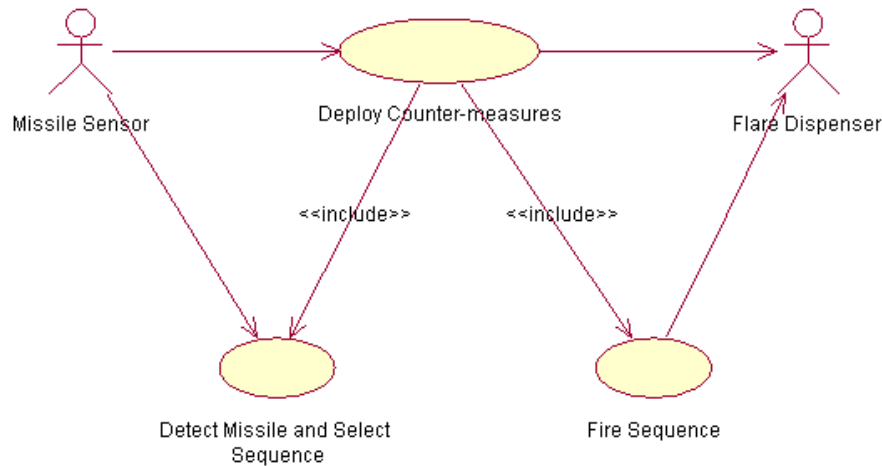 Missile Sensor
Deploy Counter-measures
Flare Dispenser
<<include>>
<<include>>
Detect Missile and Select
Sequence
Fire Sequence